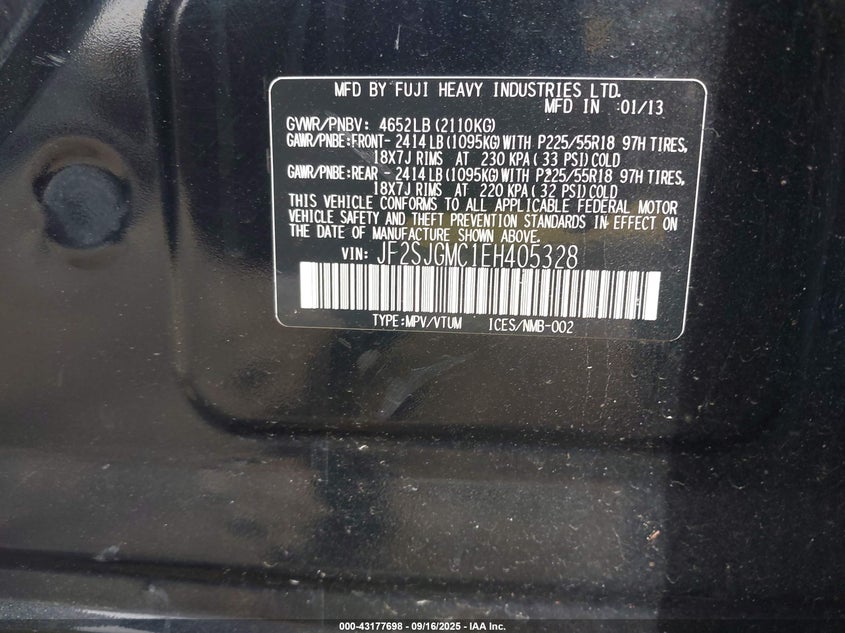 MFD BY FUJI HEAVY INDUSTRIES LTD.
MFD IN 01/13
GVWR/PNBV: 4652LB(2110KG)
GAWR/PNBE:FRONT- 2414LB(1095KG)WITH P225/55R18 97H TIRES,
18X7J RIMS AT 230 KPA(33 PSI)COLD
GAWR/PNBE:REAR - 2414LB(1095KG)WITH P225/55R18 97H TIRES,
18X7J RIMS AT 220 KPA(32 PSI)COLD
THIS VEHICLE CONFORMS TO ALL APPLICABLE FEDERAL MOTOR
VEHICLE SAFETY AND THEFT PREVENTION STANDARDS IN EFFECT ON
THE DATE OF MANUFACTURE SHOWN ABOVE.
VIN: JF2SJGMC1EH405328
TYPE:MPV/VTUM ICES/NMB-002
000-43177698 - 09/16/2025 - IAA Inc.